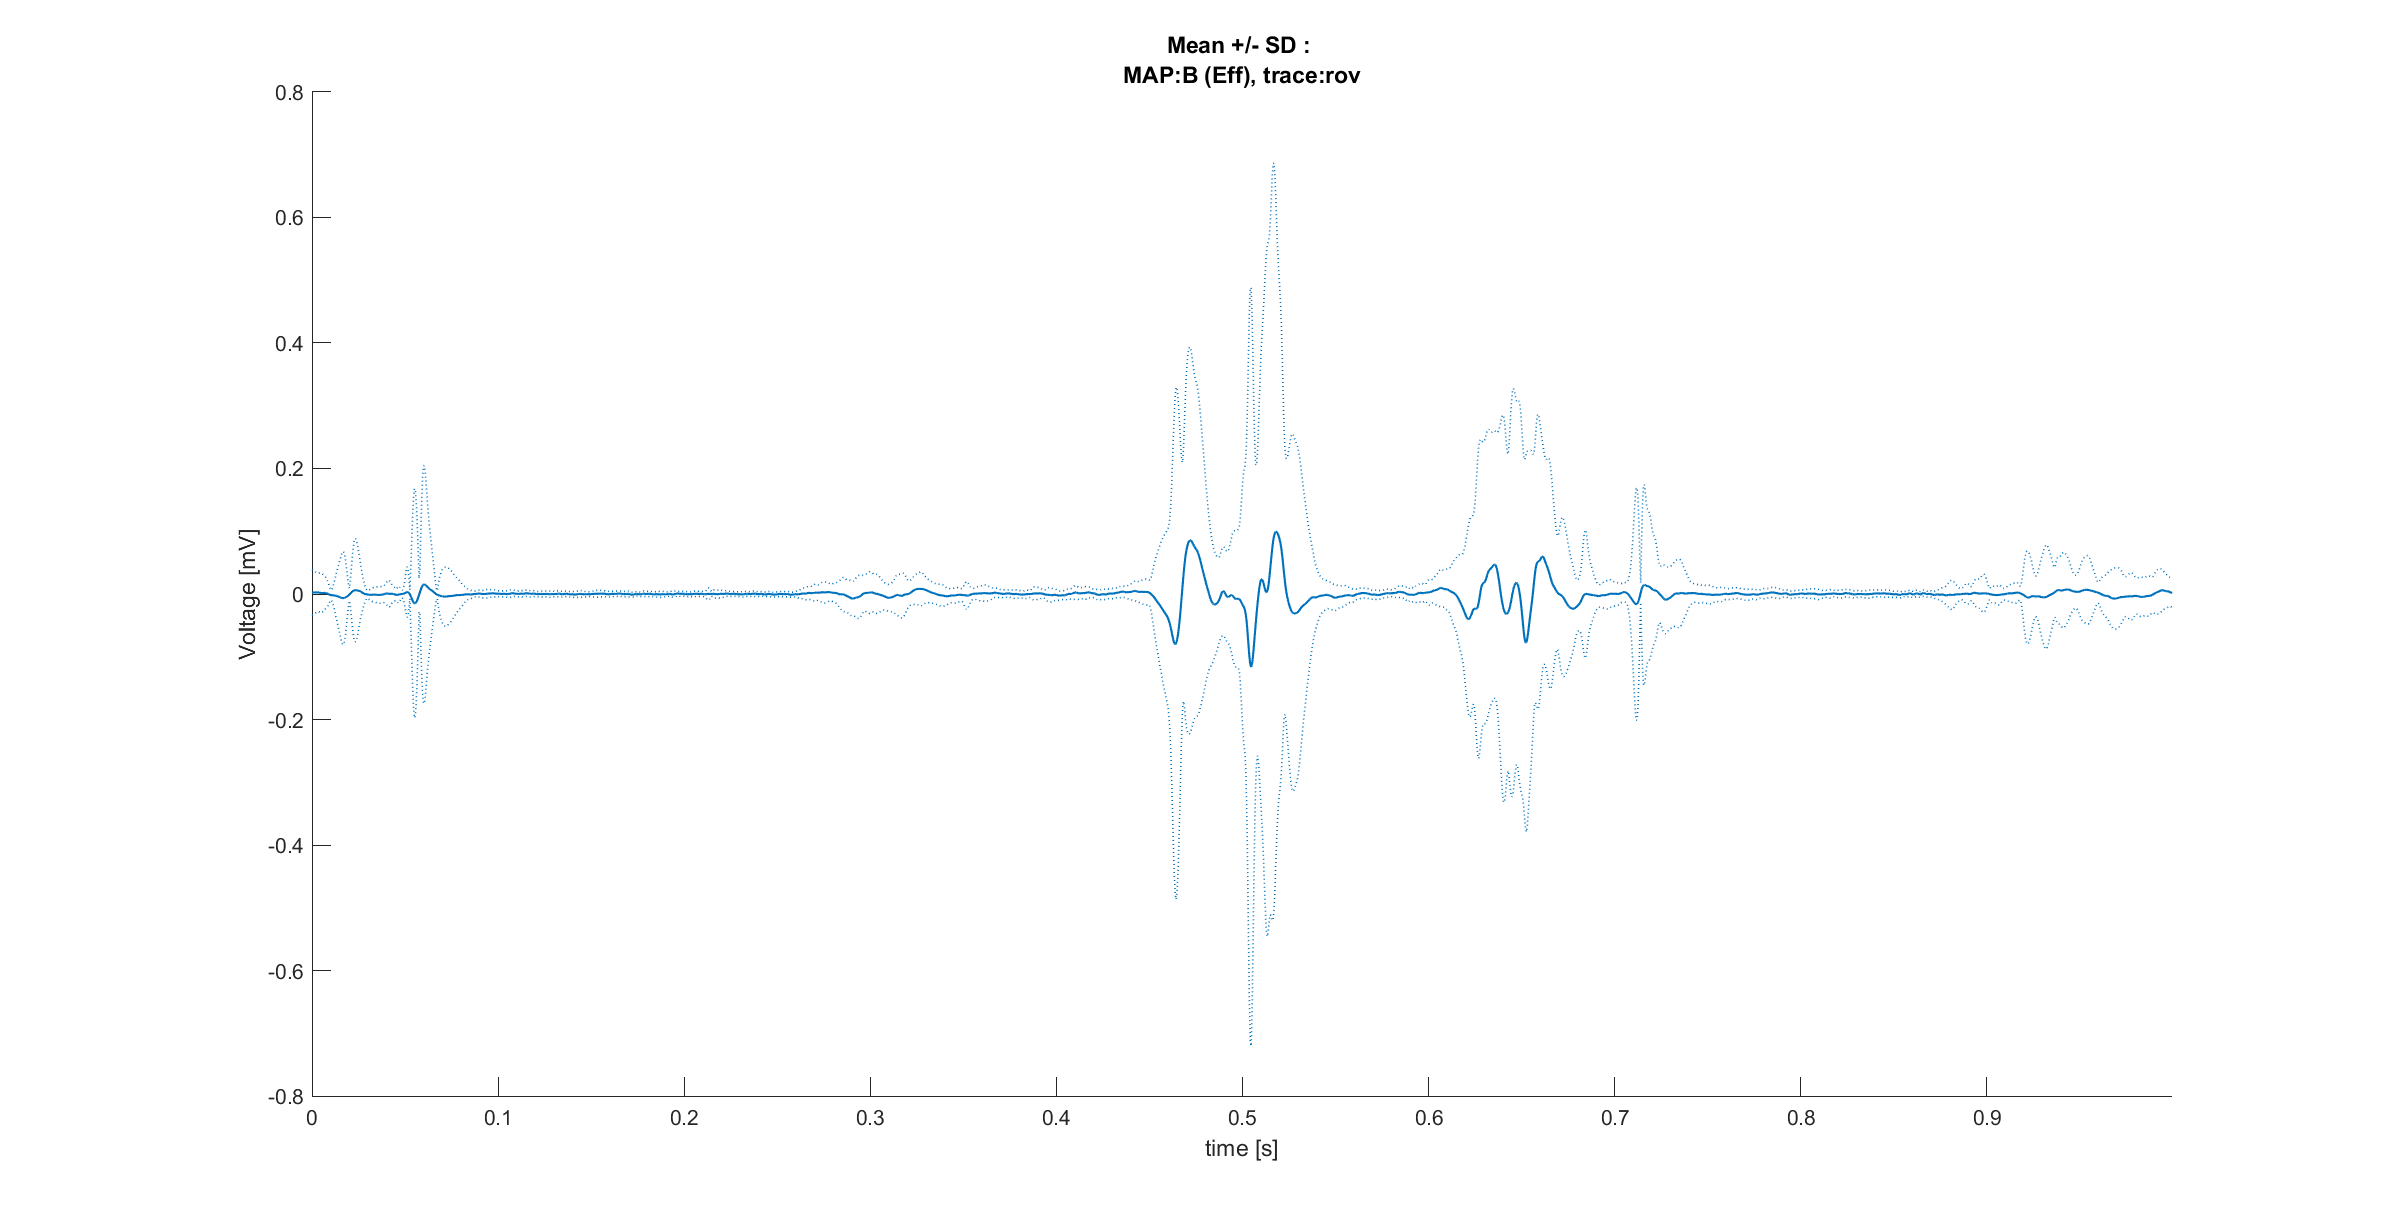 Mean +/- SD :
MAP:B (Eff), trace:rov
0.8
0.6
0.4
0.2
0
-0.2
-0.4
-0.6
-0.8
Voltage [mV]
0 0.1 0.2 0.3 0.4 0.5 0.6 0.7 0.8 0.9
time [s]